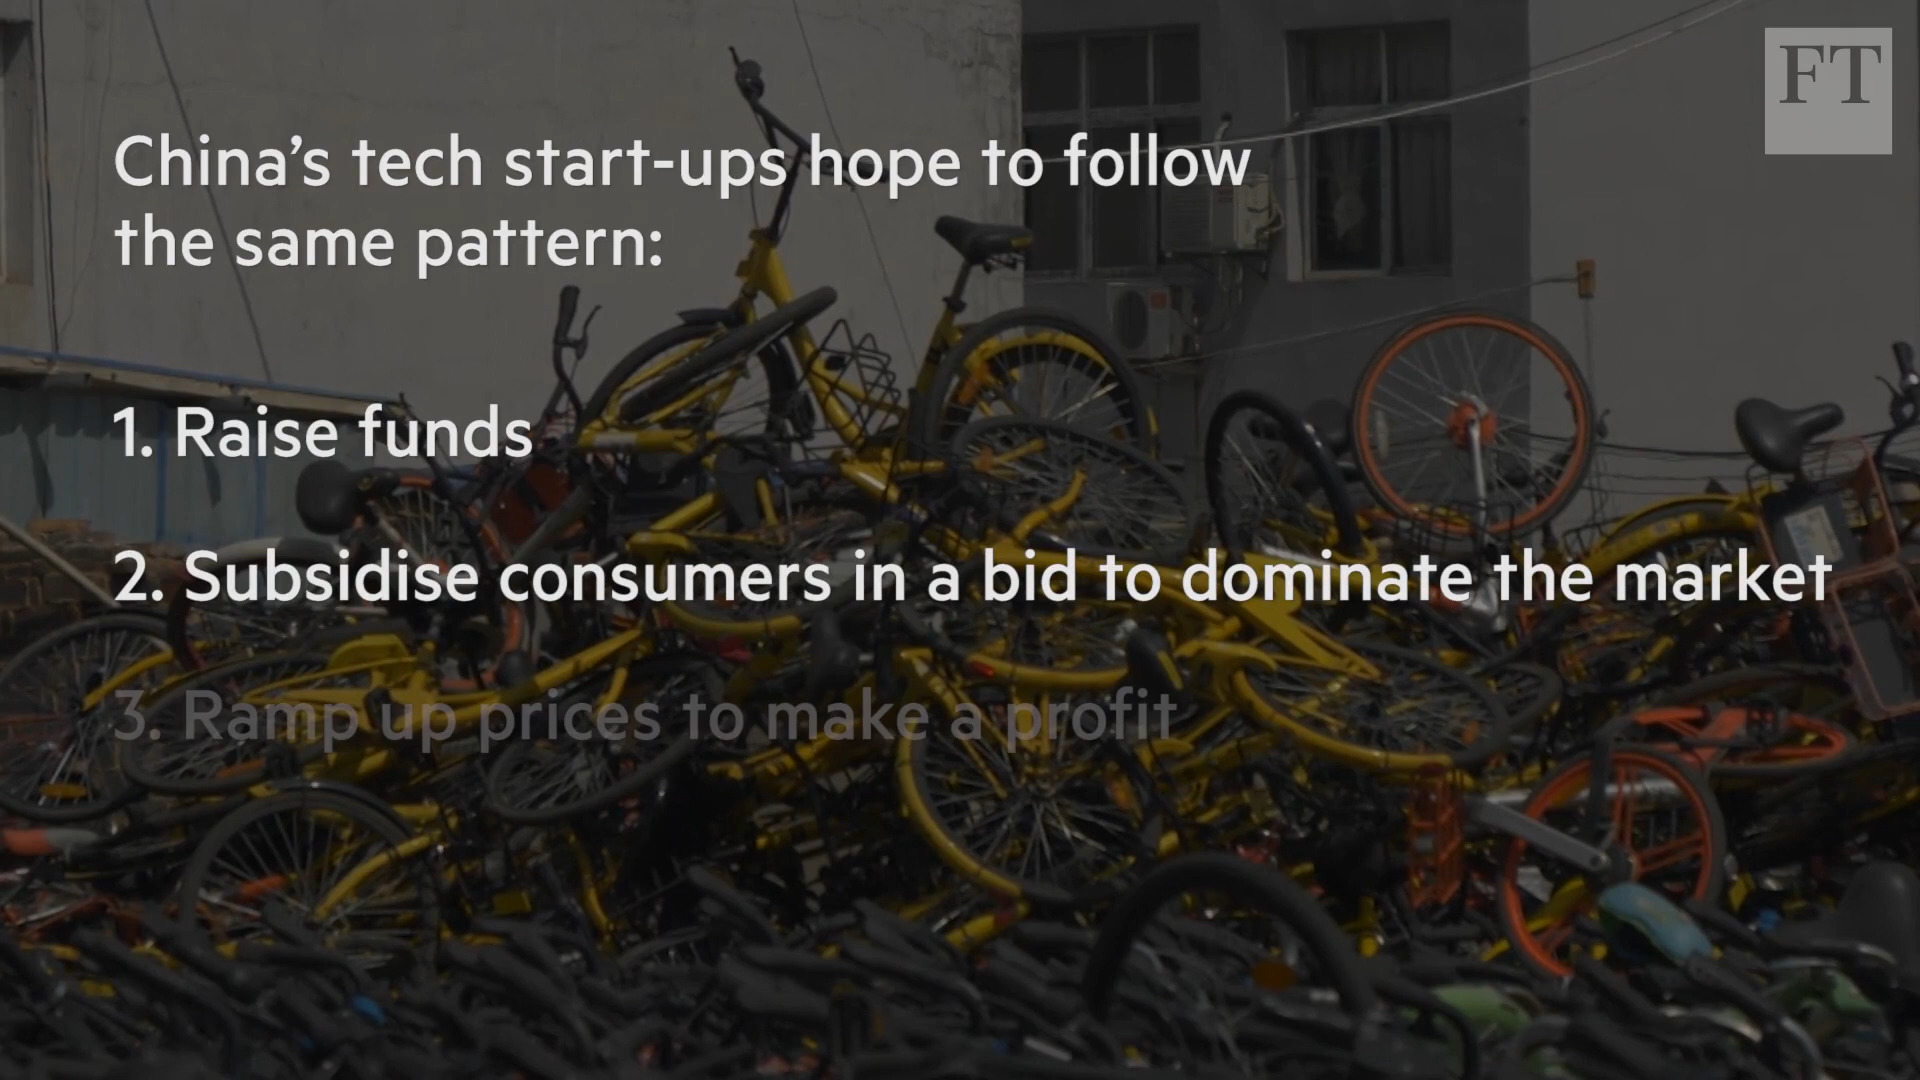 FT
China’s tech start-ups hope to follow
the same pattern:
1. Raise funds
2. Subsidise consumers in a bid to dominate the market
3. Ramp up prices to make a profit